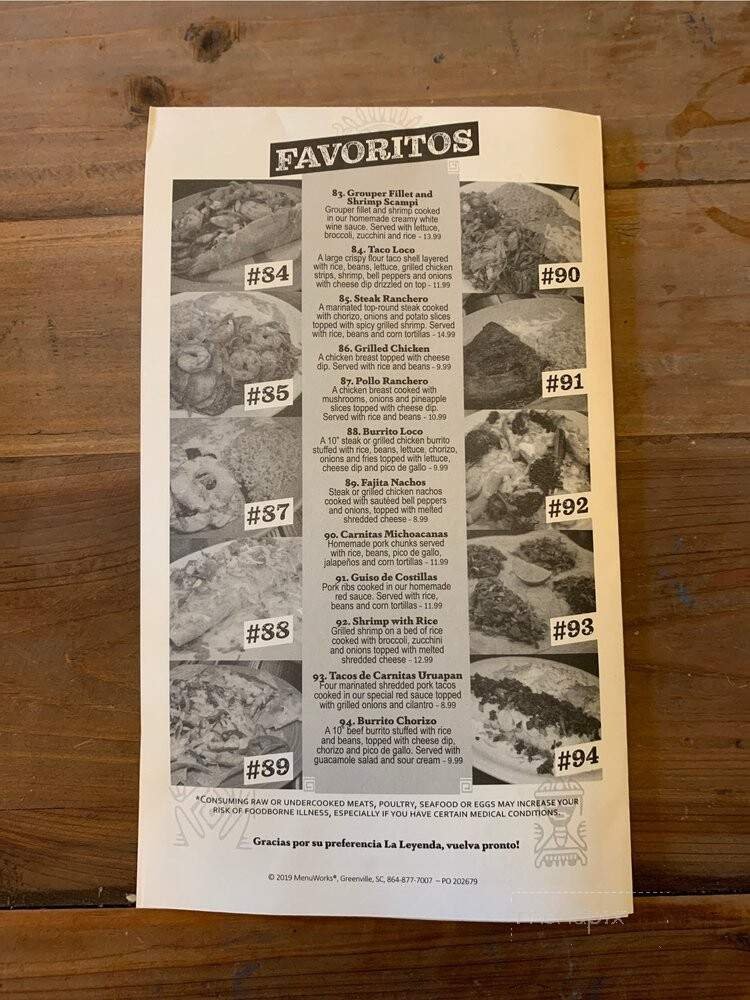 FAVORITOS
83. Grouper Fillet and
Shrimp Scampi
Grouper fillet and shrimp cooked
in our homemade creamy white
wine sauce. Served with lettuce,
broccoli, zucchini and rice - 13.99
84. Taco Loco
A large crispy flour taco shell layered
with rice, beans, lettuce, grilled chicken
strips, shrimp, bell peppers and onions
with cheese dip drizzled on top - 11.99
85. Steak Ranchero
A marinated top-round steak cooked
with chorizo, onions and potato slices
topped with spicy grilled shrimp. Served
with rice, beans and corn tortillas - 14.99
86. Grilled Chicken
A chicken breast topped with cheese
dip. Served with rice and beans - 9.99
87. Pollo Ranchero
A chicken breast cooked with
mushrooms, onions and pineapple
slices topped with cheese dip.
Served with rice and beans - 10.99
88. Burrito Loco
A 10" steak or grilled chicken burrito
stuffed with rice, beans, lettuce, chorizo,
onions and fries topped with lettuce,
cheese dip and pico de gallo - 9.99
89. Fajita Nachos
Steak or grilled chicken nachos
cooked with sautéed bell peppers
and onions, topped with melted
shredded cheese - 8.99
90. Carnitas Michoacanas
Homemade pork chunks served
with rice, beans, pico de gallo,
jalapeños and corn tortillas - 11.99
91. Guiso de Costillas
Pork ribs cooked in our homemade
red sauce. Served with rice,
beans and corn tortillas - 11.99
92. Shrimp with Rice
Grilled shrimp on a bed of rice
cooked with broccoli, zucchini
and onions topped with melted
shredded cheese - 12.99
93. Tacos de Carnitas Uruapan
Four marinated shredded pork tacos
cooked in our special red sauce topped
with grilled onions and cilantro - 8.99
94. Burrito Chorizo
A 10" beef burrito stuffed with rice
and beans, topped with cheese dip,
chorizo and pico de gallo. Served with
guacamole salad and sour cream - 9.99
#84
#85
#87
#88
#89
#90
#91
#92
#93
#94
*Consuming raw or undercooked meats, poultry, seafood or eggs may increase your
risk of foodborne illness, especially if you have certain medical conditions.
Gracias por su preferencia La Leyenda, vuelva pronto!
© 2019 MenuWorks®, Greenville, SC, 864-877-7007 – PO 202679